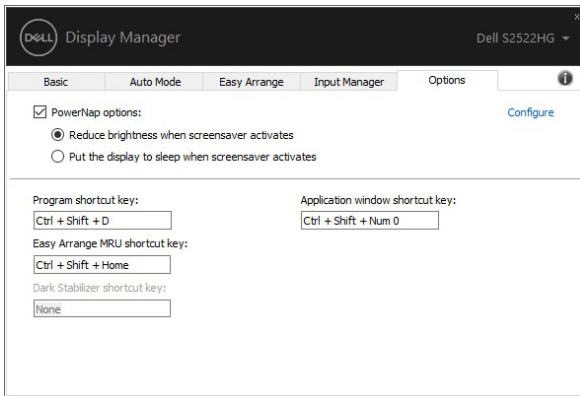 DELL Display Manager
Dell S2522HG
Basic Auto Mode Easy Arrange Input Manager Options
PowerNap options:
Configure
Reduce brightness when screensaver activates
Put the display to sleep when screensaver activates
Program shortcut key:
Application window shortcut key:
Ctrl + Shift + D
Ctrl + Shift + Num 0
Easy Arrange MRU shortcut key:
Ctrl + Shift + Home
Dark Stabilizer shortcut key:
None